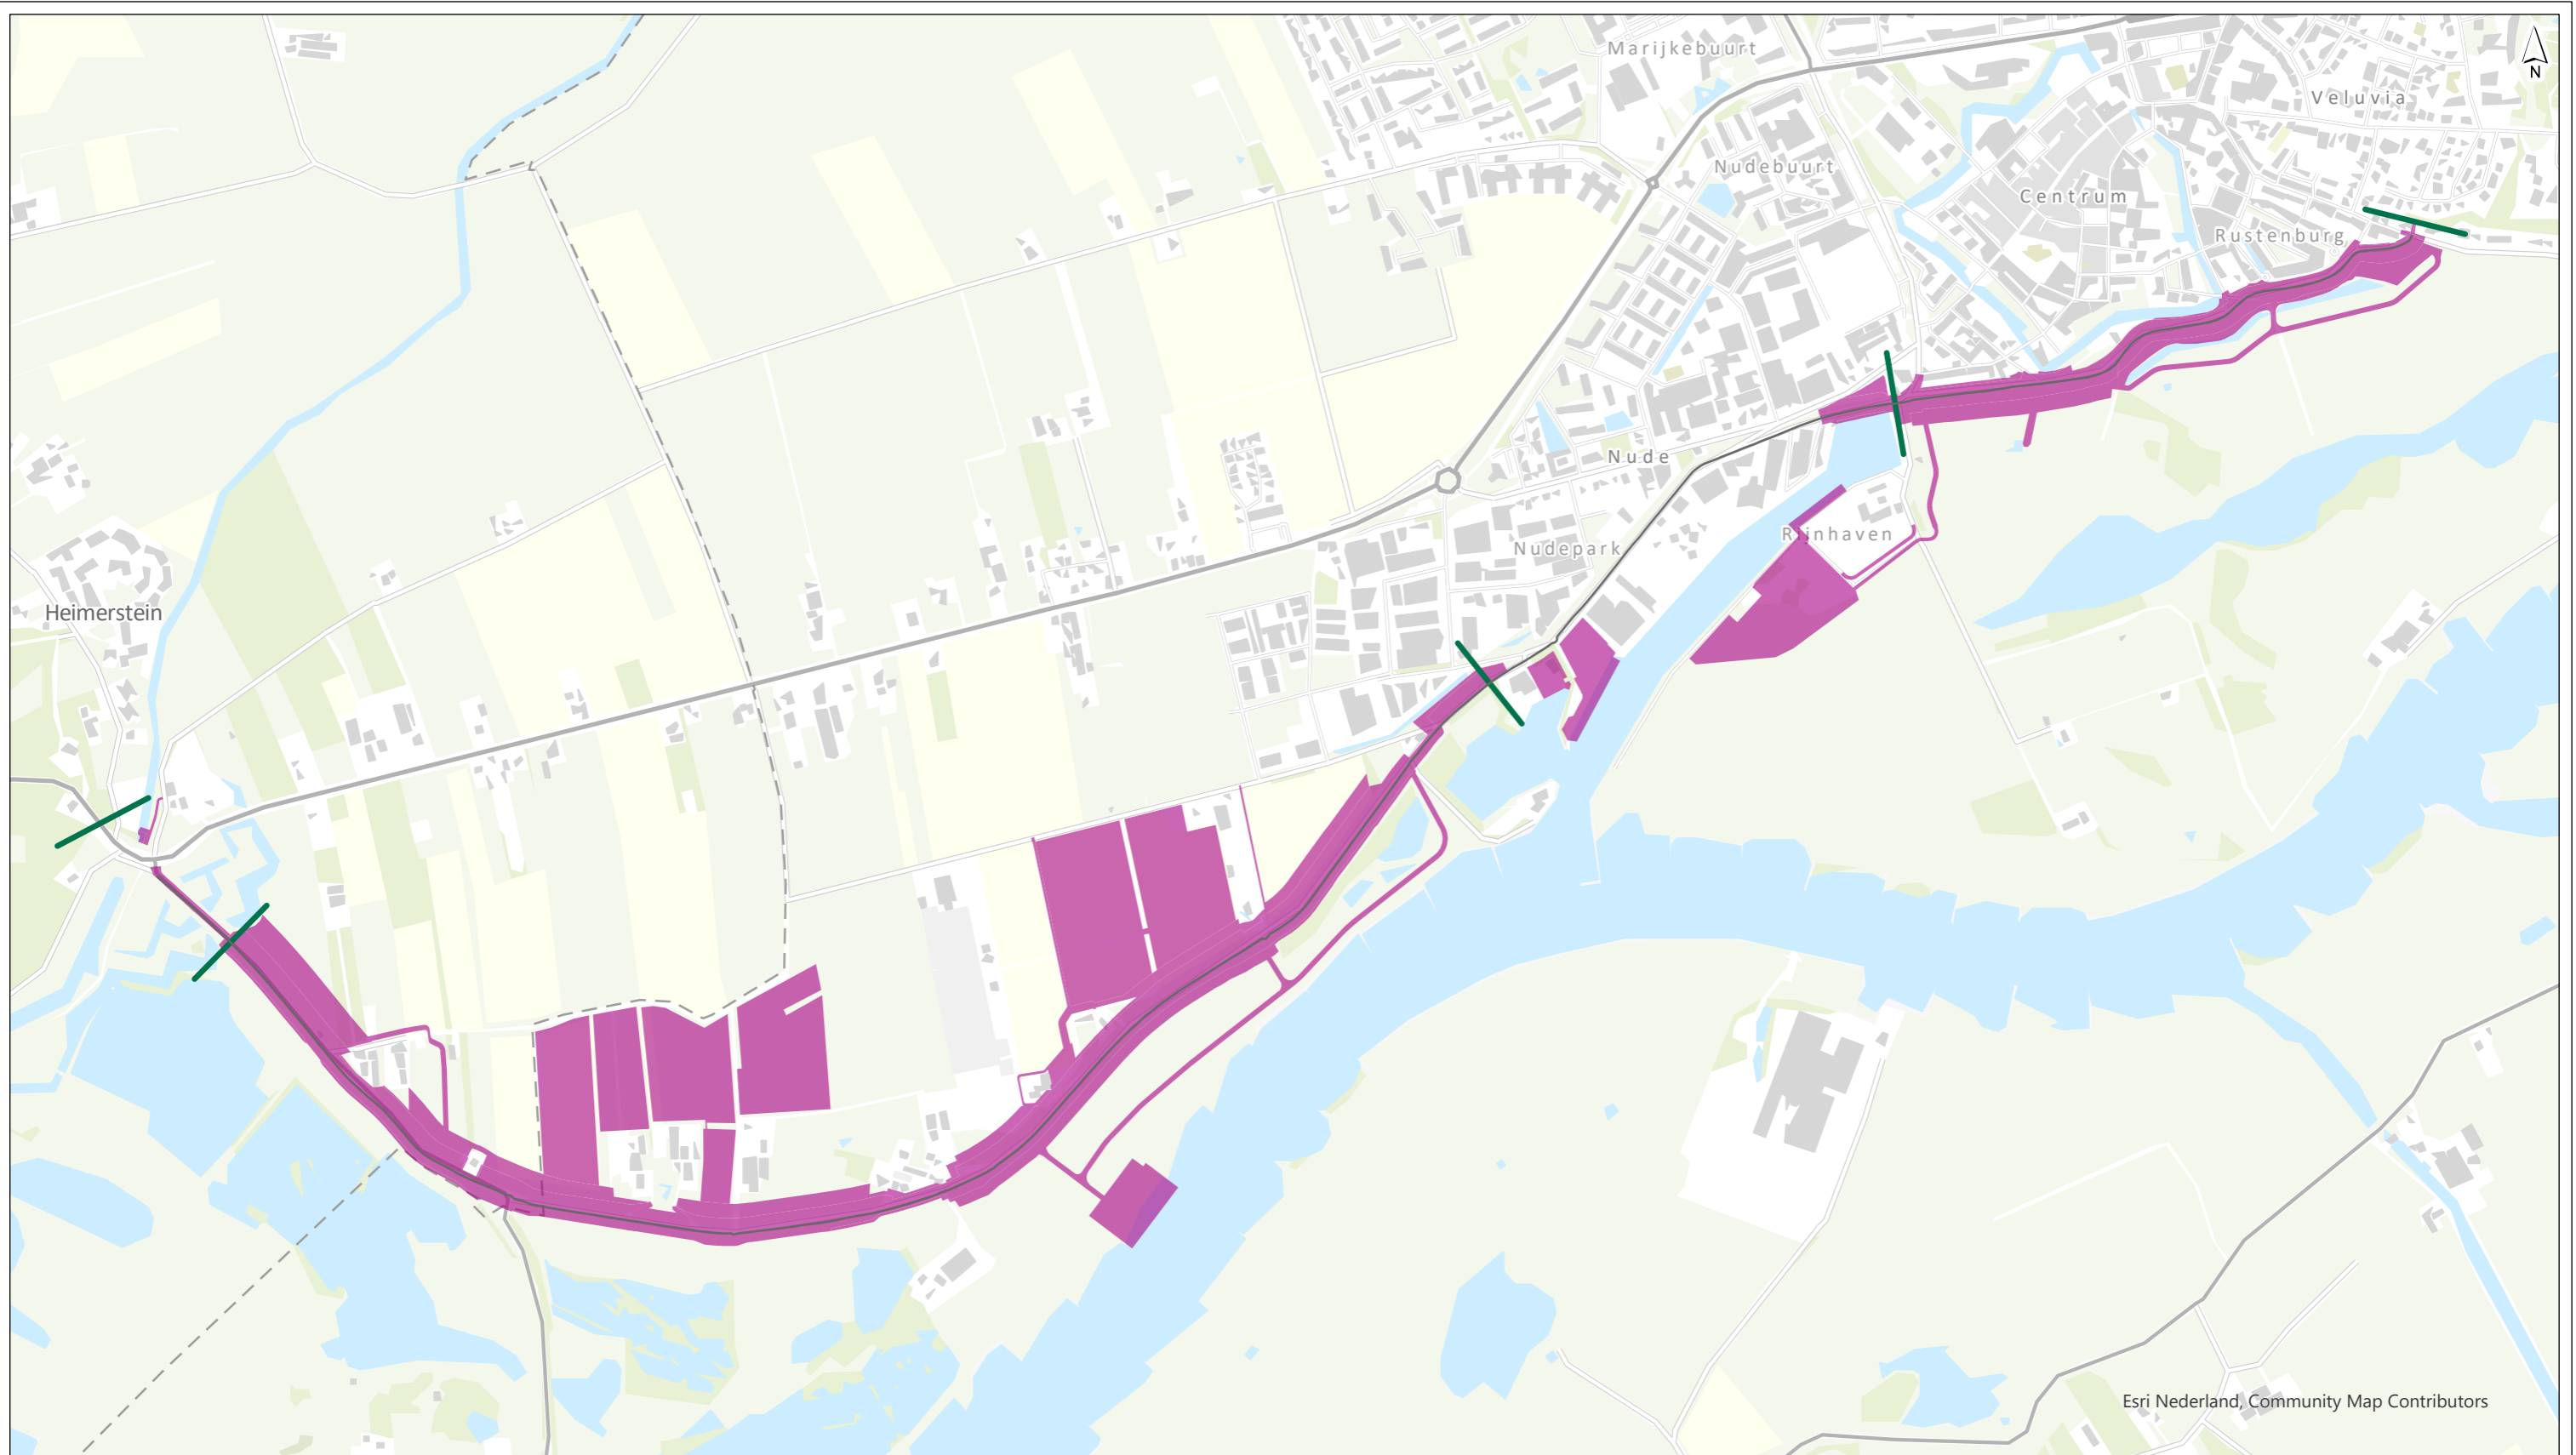 Marijkebuurt
N
Veluvia
Nudebuurt
Centrum
Rustenburg
Nude
Rijnhaven
Nudepark
Heimerstein
Esri Nederland, Community Map Contributors